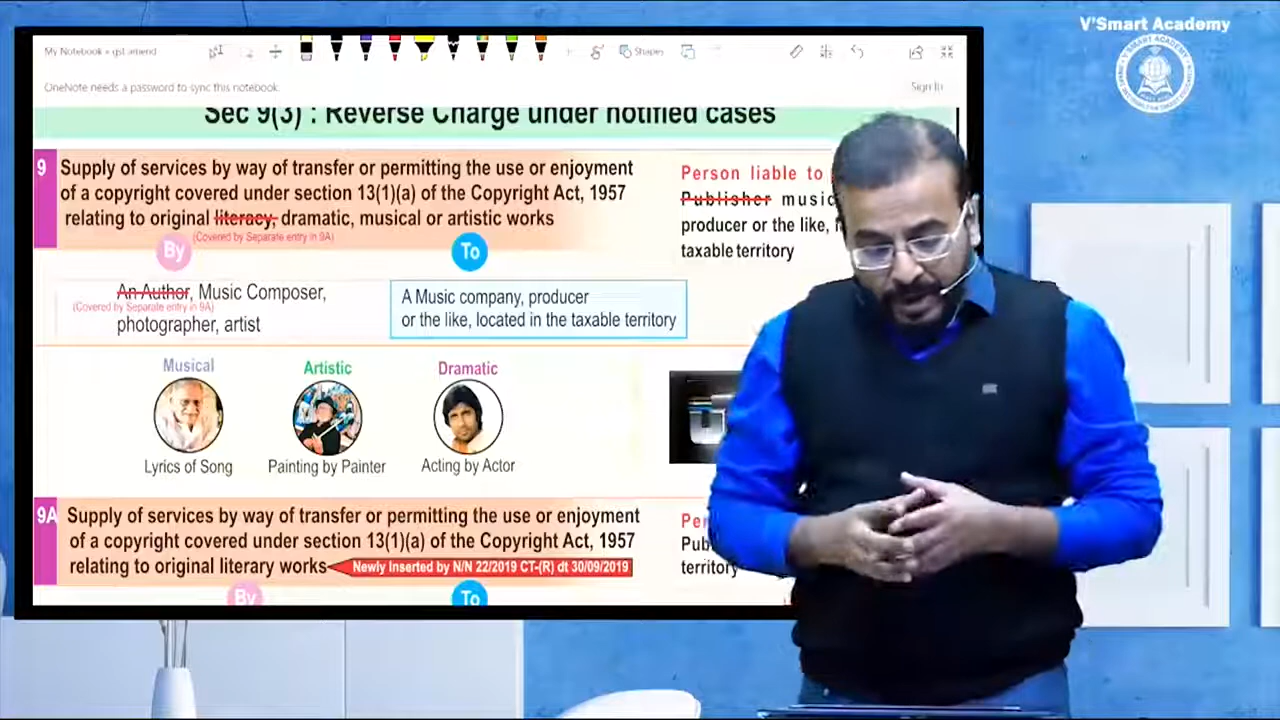 V'Smart Academy
My Notebook » gst amend
Shapes
OneNote needs a password to sync this notebook.
Sign In
Sec 9(3) : Reverse Charge under notified cases
9 Supply of services by way of transfer or permitting the use or enjoyment
of a copyright covered under section 13(1)(a) of the Copyright Act, 1957
relating to original literacy, dramatic, musical or artistic works
(Covered by Separate entry in 9A)
Person liable to
Publisher music
producer or the like,
taxable territory
By
To
An Author, Music Composer,
(Covered by Separate entry in 9A)
photographer, artist
A Music company, producer
or the like, located in the taxable territory
Musical
Artistic
Dramatic
Lyrics of Song
Painting by Painter
Acting by Actor
9A Supply of services by way of transfer or permitting the use or enjoyment
of a copyright covered under section 13(1)(a) of the Copyright Act, 1957
relating to original literary works
Newly Inserted by N/N 22/2019 CT-(R) dt 30/09/2019
territory
By
To